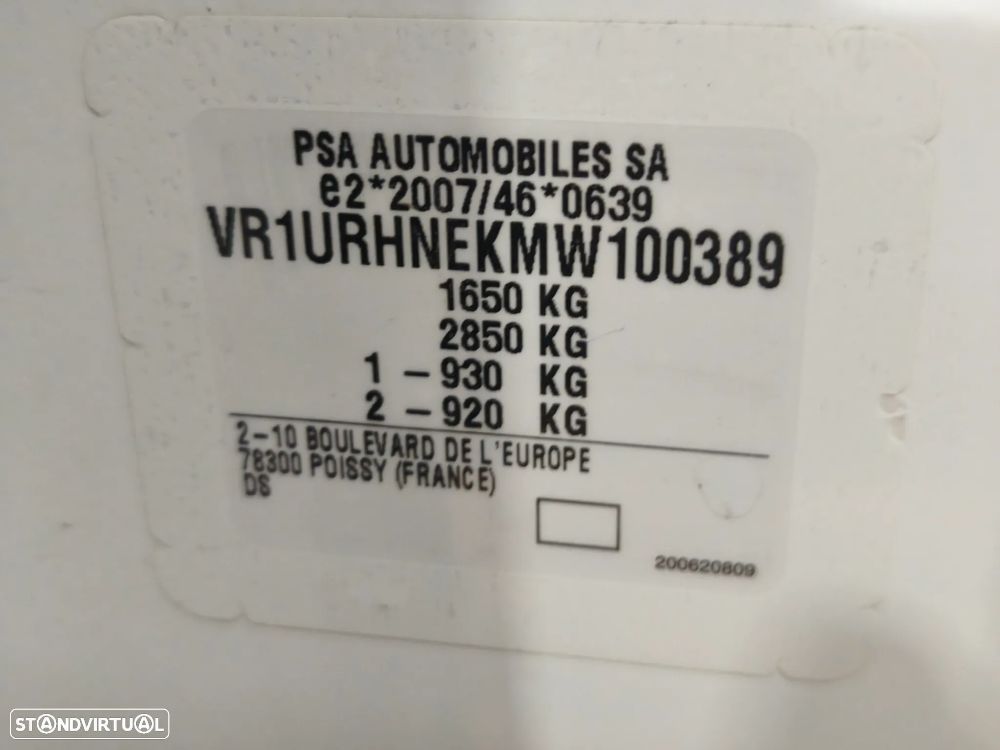 PSA AUTOMOBILES SA
e2*2007/46*0639
VR1URHNEKMW100389
1650 KG
2850 KG
1 - 930 KG
2 - 920 KG
2-10 BOULEVARD DE L'EUROPE
78300 POISSY (FRANCE)
DS
200620809
STANDVIRTUAL